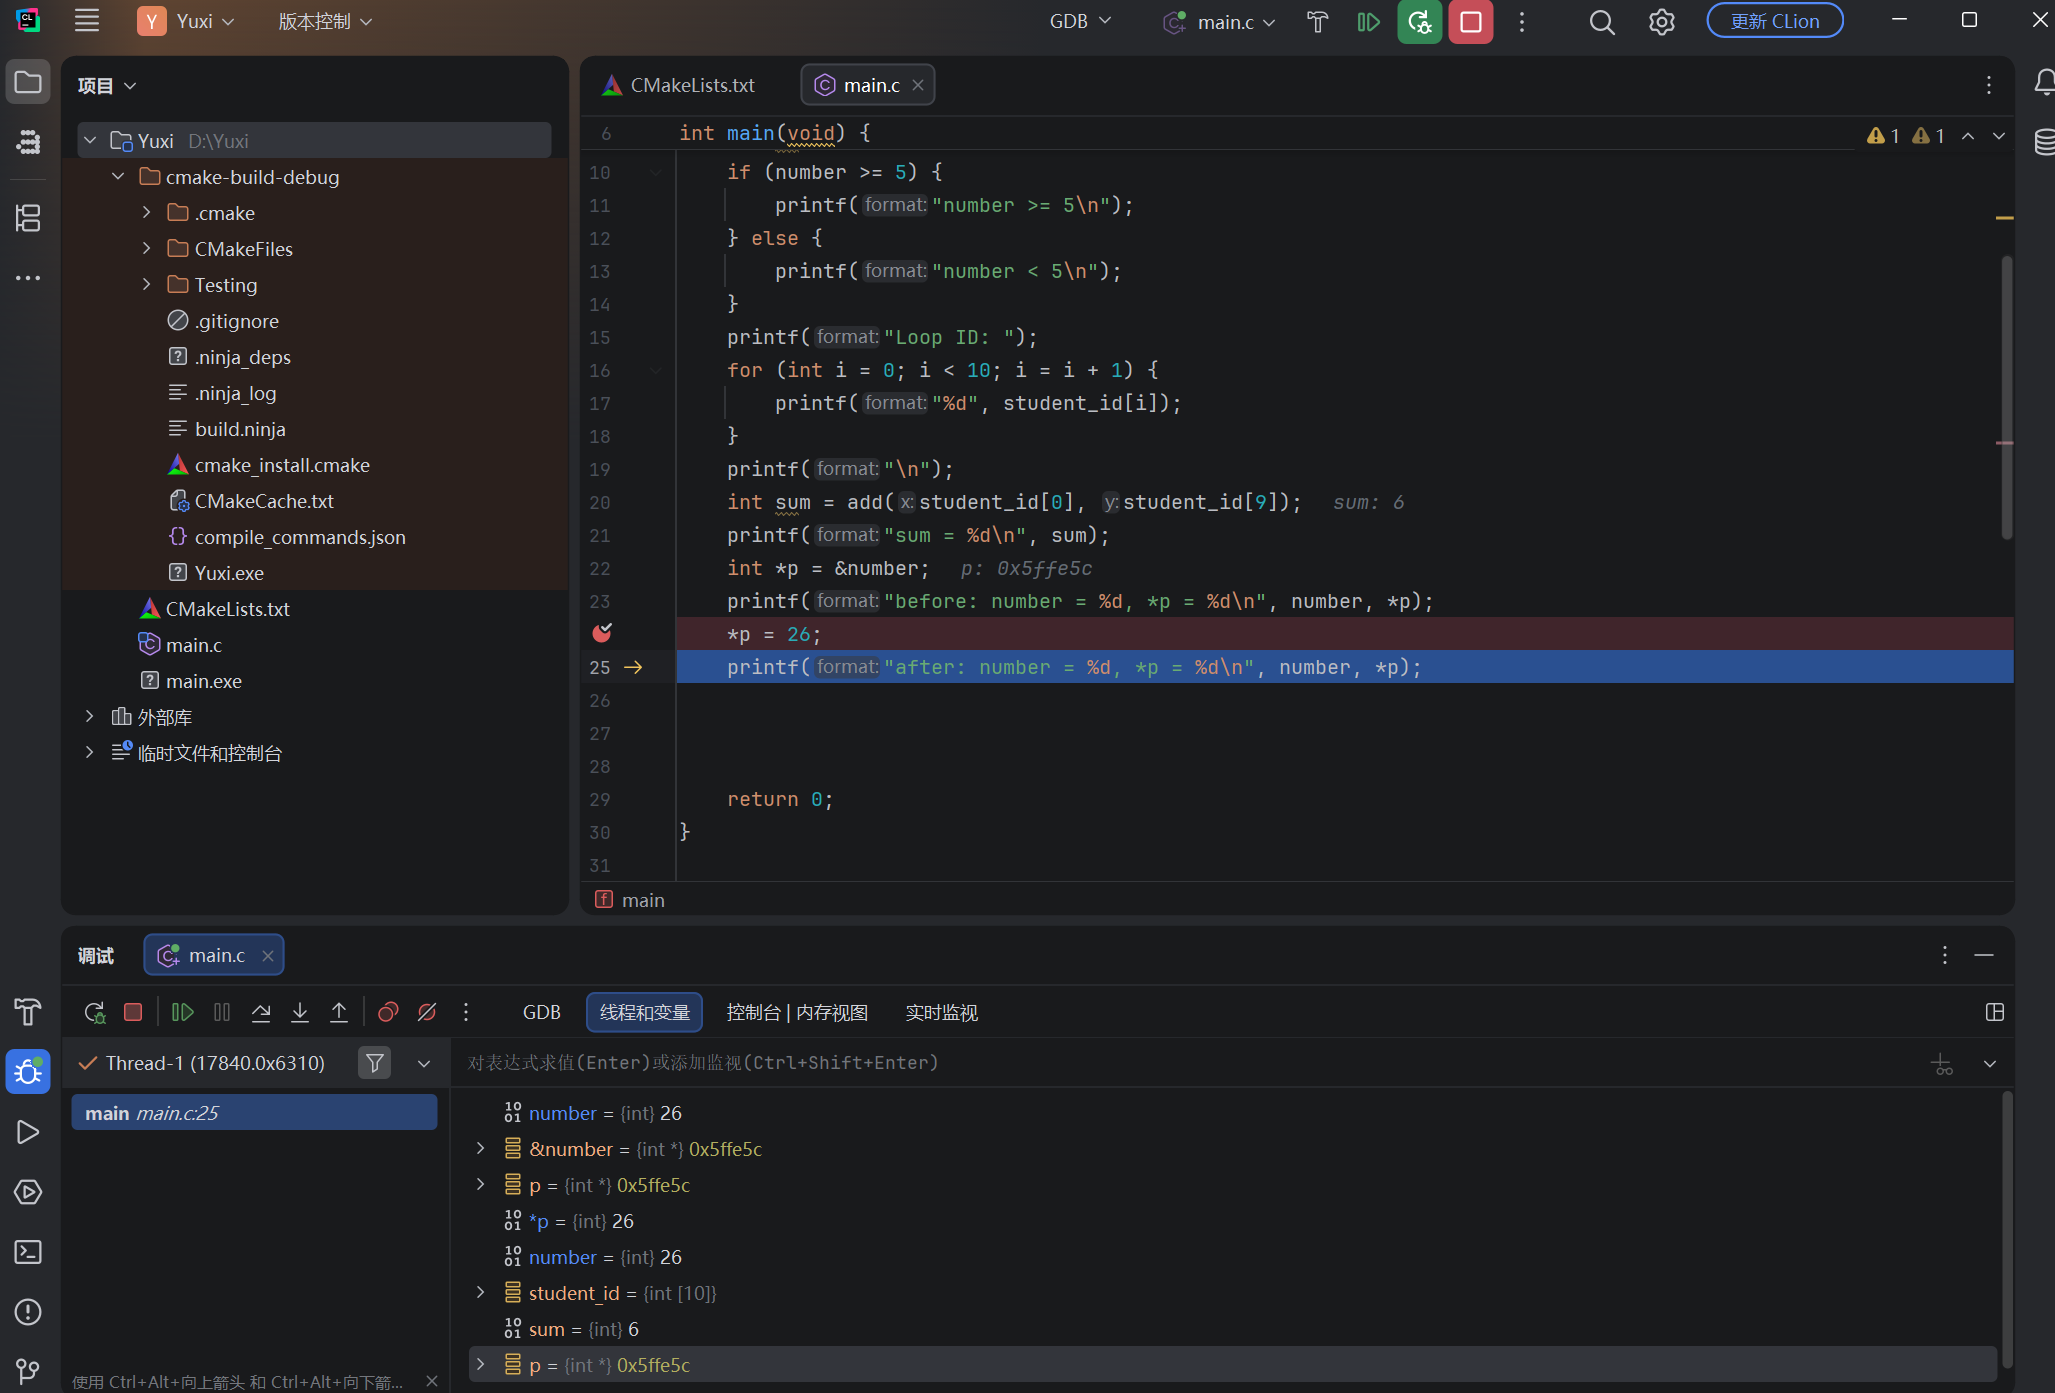 Y Yuxi 版本控制 GDB main.c 更新 CLion
项目
Yuxi D:\Yuxi
cmake-build-debug
.cmake
CMakeFiles
Testing
.gitignore
.ninja_deps
.ninja_log
build.ninja
cmake_install.cmake
CMakeCache.txt
compile_commands.json
Yuxi.exe
CMakeLists.txt
main.c
main.exe
外部库
临时文件和控制台
CMakeLists.txt main.c
6 int main(void) { 1 1
10 if (number >= 5) {
11 printf(format:"number >= 5\n");
12 } else {
13 printf(format:"number < 5\n");
14 }
15 printf(format:"Loop ID: ");
16 for (int i = 0; i < 10; i = i + 1) {
17 printf(format:"%d", student_id[i]);
18 }
19 printf(format:"\n");
20 int sum = add(x:student_id[0], y:student_id[9]); sum: 6
21 printf(format:"sum = %d\n", sum);
22 int *p = &number; p: 0x5ffe5c
23 printf(format:"before: number = %d, *p = %d\n", number, *p);
*p = 26;
25 printf(format:"after: number = %d, *p = %d\n", number, *p);
26
27
28
29 return 0;
30 }
31
f main
调试 main.c
GDB 线程和变量 控制台 | 内存视图 实时监视
Thread-1 (17840.0x6310)
main main.c:25
使用 Ctrl+Alt+向上箭头 和 Ctrl+Alt+向下箭...
对表达式求值(Enter)或添加监视(Ctrl+Shift+Enter)
number = {int} 26
&number = {int *} 0x5ffe5c
p = {int *} 0x5ffe5c
*p = {int} 26
number = {int} 26
student_id = {int [10]}
sum = {int} 6
p = {int *} 0x5ffe5c